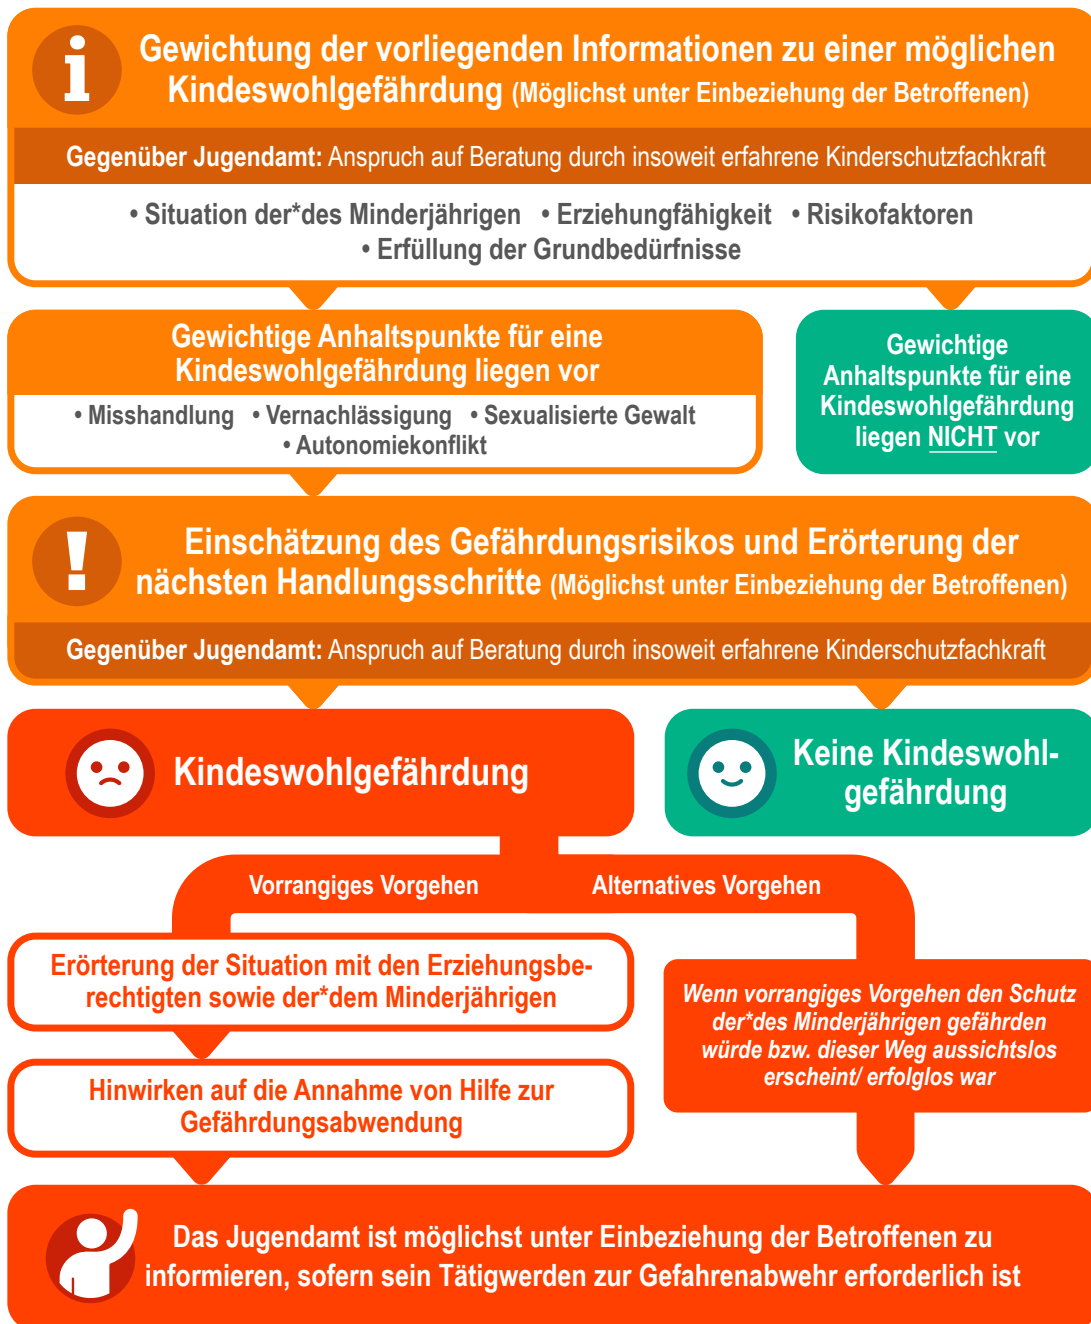 Gewichtung der vorliegenden Informationen zu einer möglichen
Kindeswohlgefährdung (Möglichst unter Einbeziehung der Betroffenen)
Gegenüber Jugendamt: Anspruch auf Beratung durch insoweit erfahrene Kinderschutzfachkraft
• Situation der*des Minderjährigen • Erziehungfähigkeit • Risikofaktoren
• Erfüllung der Grundbedürfnisse
Gewichtige Anhaltspunkte für eine
Kindeswohlgefährdung liegen vor
• Misshandlung • Vernachlässigung • Sexualisierte Gewalt
• Autonomiekonflikt
Gewichtige
Anhaltspunkte für eine
Kindeswohlgefährdung
liegen NICHT vor
Einschätzung des Gefährdungsrisikos und Erörterung der
nächsten Handlungsschritte (Möglichst unter Einbeziehung der Betroffenen)
Gegenüber Jugendamt: Anspruch auf Beratung durch insoweit erfahrene Kinderschutzfachkraft
Kindeswohlgefährdung
Keine Kindeswohl-
gefährdung
Vorrangiges Vorgehen
Alternatives Vorgehen
Erörterung der Situation mit den Erziehungsbe-
rechtigten sowie der*dem Minderjährigen
Hinwirken auf die Annahme von Hilfe zur
Gefährdungsabwendung
Wenn vorrangiges Vorgehen den Schutz
der*des Minderjährigen gefährden
würde bzw. dieser Weg aussichtslos
erscheint/ erfolglos war
Das Jugendamt ist möglichst unter Einbeziehung der Betroffenen zu
informieren, sofern sein Tätigwerden zur Gefahrenabwehr erforderlich ist